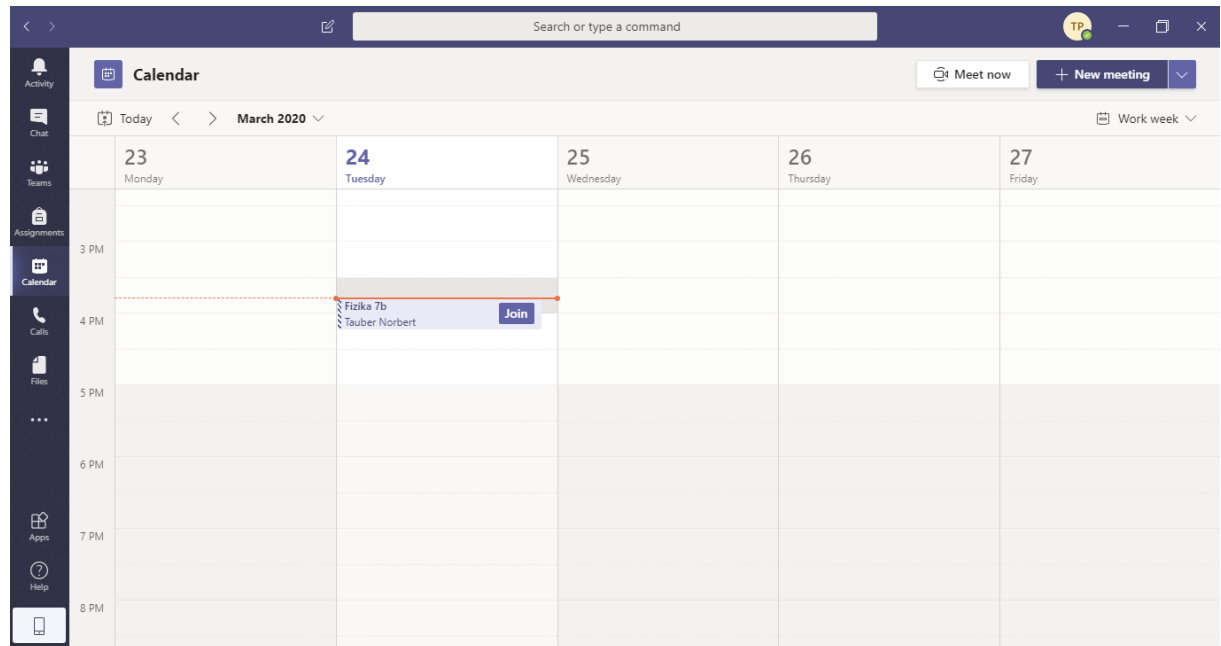 Search or type a command
TP
Activity
Chat
Teams
Assignments
Calendar
Calls
Files
Apps
Help
Calendar
Meet now
New meeting
Today
March 2020
Work week
23
Monday
24
Tuesday
25
Wednesday
26
Thursday
27
Friday
3 PM
4 PM
5 PM
6 PM
7 PM
8 PM
Fizika 7b
Tauber Norbert
Join